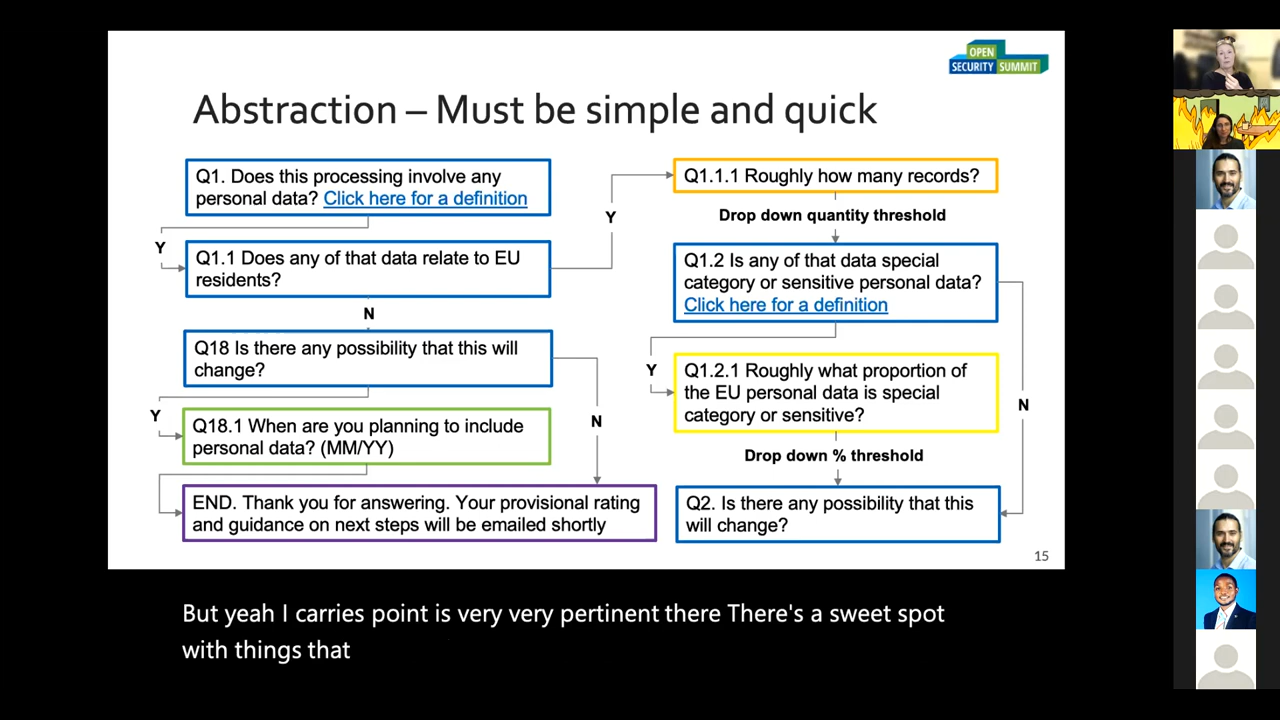 OPEN
SECURITY SUMMIT
Abstraction – Must be simple and quick
Q1. Does this processing involve any
personal data? Click here for a definition
Y
Q1.1 Does any of that data relate to EU
residents?
N
Q18 Is there any possibility that this will
change?
Y
N
Q18.1 When are you planning to include
personal data? (MM/YY)
END. Thank you for answering. Your provisional rating
and guidance on next steps will be emailed shortly
Y
Q1.1.1 Roughly how many records?
Drop down quantity threshold
Q1.2 Is any of that data special
category or sensitive personal data?
Click here for a definition
Y
Q1.2.1 Roughly what proportion of
the EU personal data is special
category or sensitive?
N
Drop down % threshold
Q2. Is there any possibility that this
will change?
15
But yeah I carries point is very very pertinent there There's a sweet spot
with things that